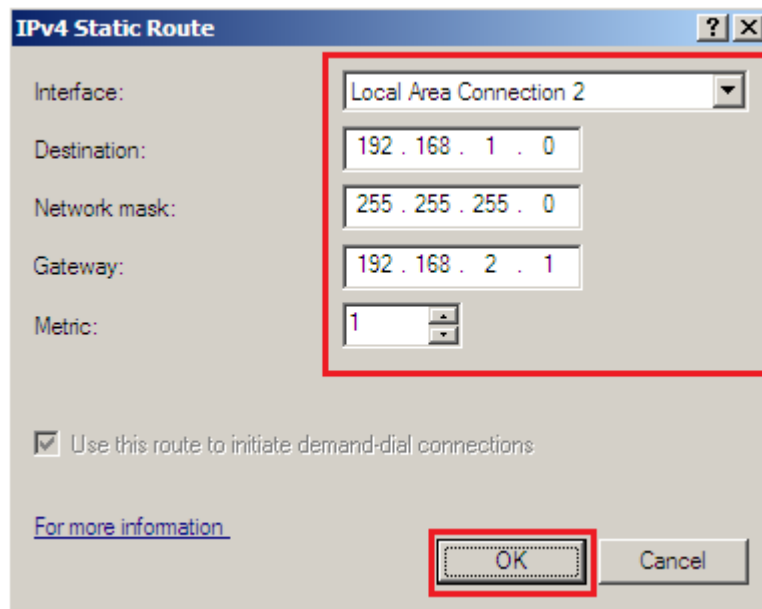 IPv4 Static Route
Interface: Local Area Connection 2
Destination: 192 . 168 . 1 . 0
Network mask: 255 . 255 . 255 . 0
Gateway: 192 . 168 . 2 . 1
Metric: 1
Use this route to initiate demand-dial connections
For more information
OK Cancel